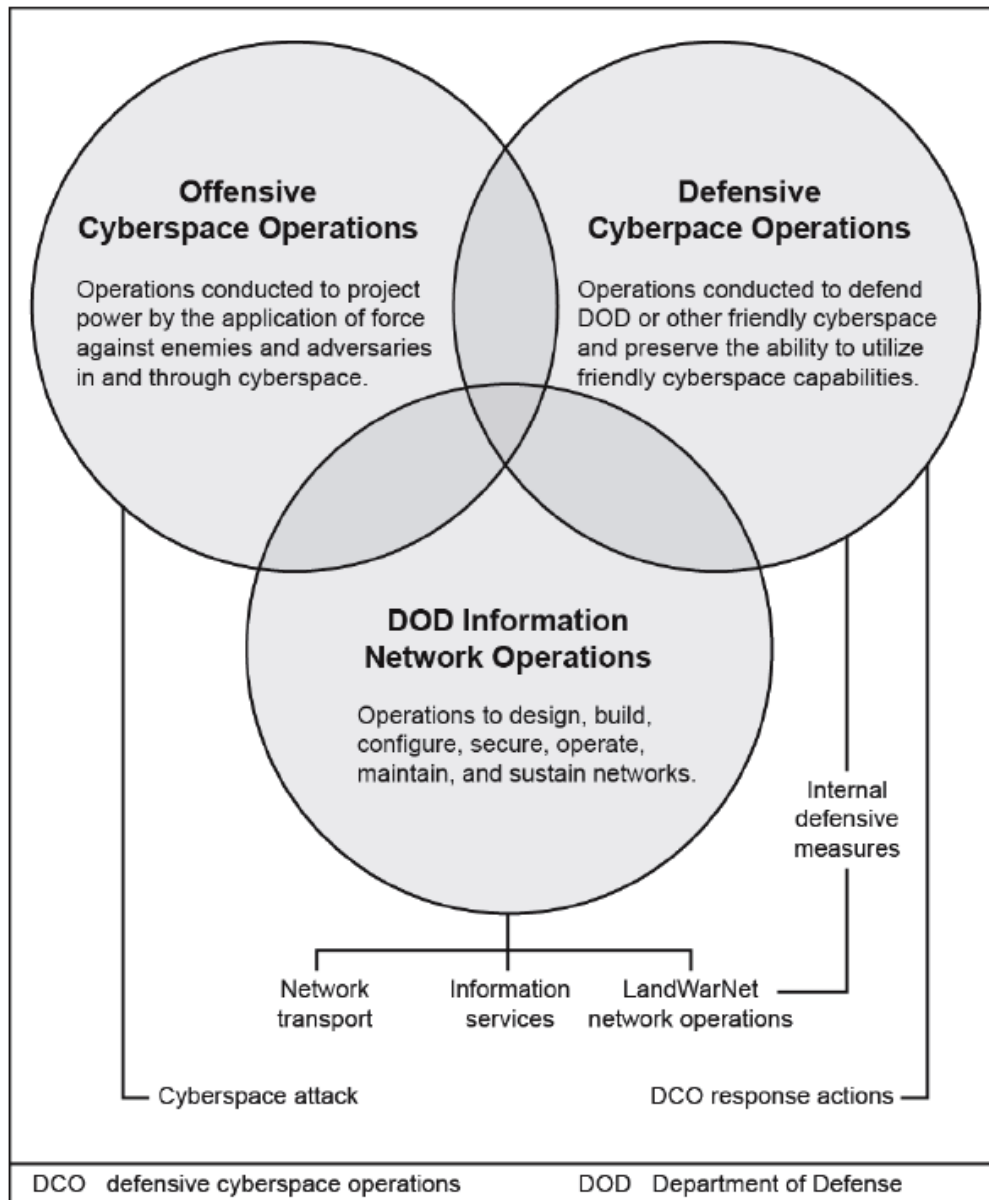 Offensive
Cyberspace Operations
Operations conducted to project
power by the application of force
against enemies and adversaries
in and through cyberspace.
Defensive
Cyberpace Operations
Operations conducted to defend
DOD or other friendly cyberspace
and preserve the ability to utilize
friendly cyberspace capabilities.
DOD Information
Network Operations
Operations to design, build,
configure, secure, operate,
maintain, and sustain networks.
Internal
defensive
measures
Network
transport
Information
services
LandWarNet
network operations
Cyberspace attack
DCO response actions
DCO defensive cyberspace operations
DOD Department of Defense